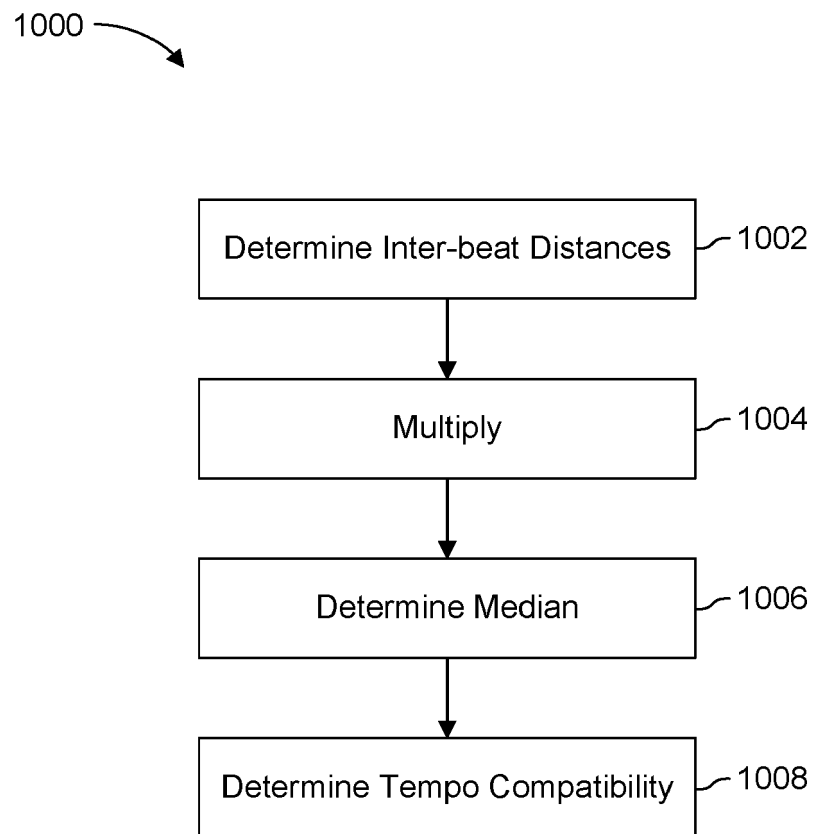 1000
Determine Inter-beat Distances
1002
Multiply
1004
Determine Median
1006
Determine Tempo Compatibility
1008